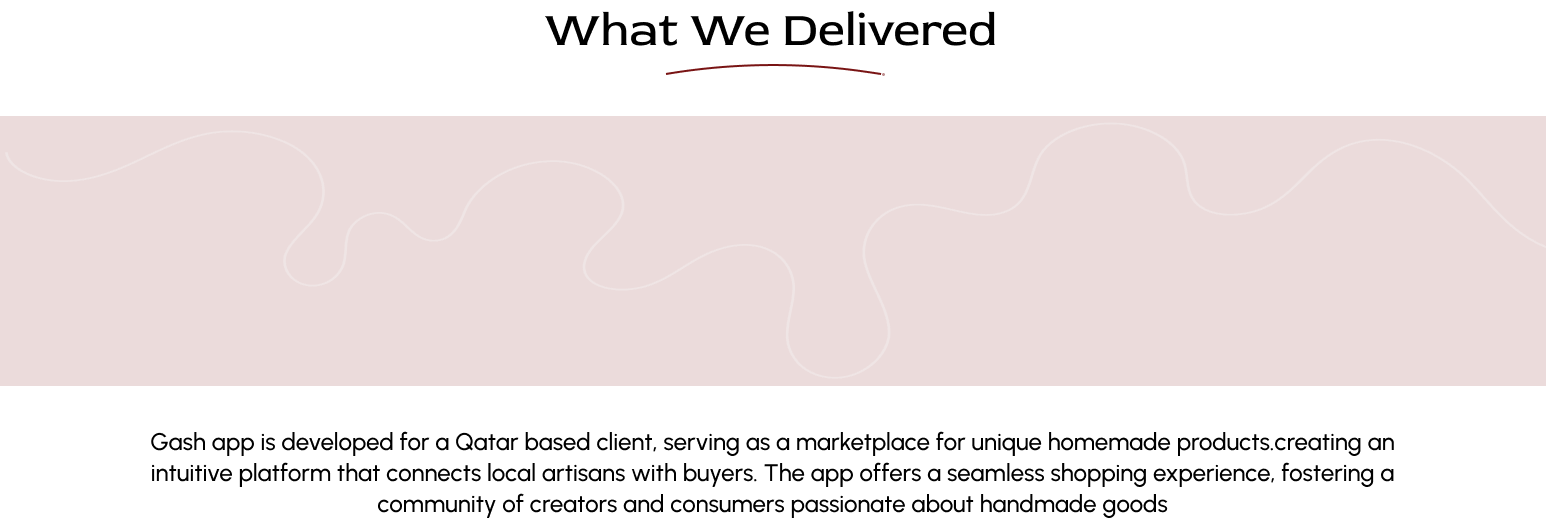 What We Delivered
Gash app is developed for a Qatar based client, serving as a marketplace for unique homemade products.creating an
intuitive platform that connects local artisans with buyers. The app offers a seamless shopping experience, fostering a
community of creators and consumers passionate about handmade goods